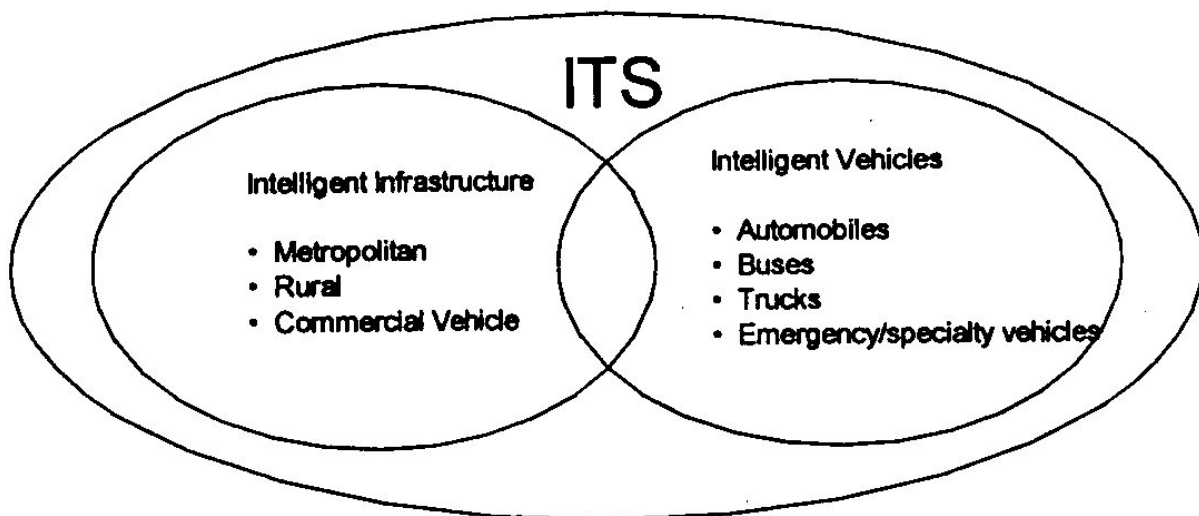 ITS
Intelligent Infrastructure
• Metropolitan
• Rural
• Commercial Vehicle
Intelligent Vehicles
• Automobiles
• Buses
• Trucks
• Emergency/specialty vehicles